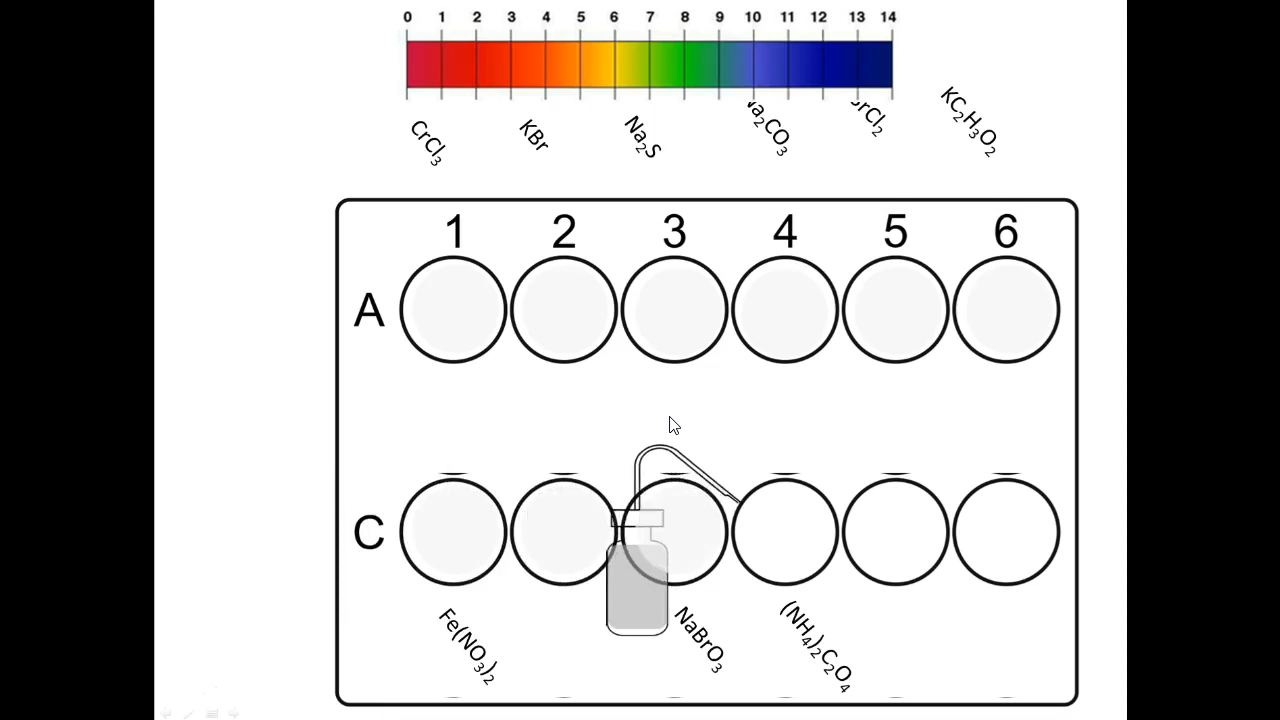 0 1 2 3 4 5 6 7 8 9 10 11 12 13 14
CrCl₃ KBr Na₂S KC₂H₃O₂
1 2 3 4 5 6
A
C
Fe(NO₃)₂ NaBrO₃ (NH₄)₂C₂O₄